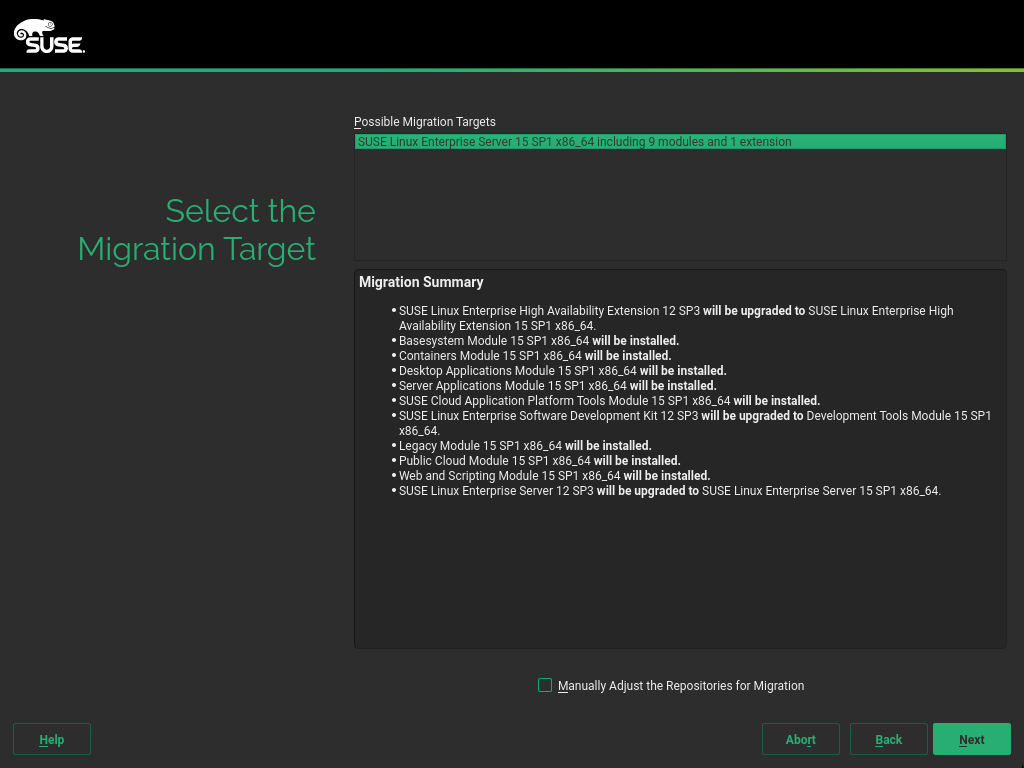 SUSE
Possible Migration Targets
SUSE Linux Enterprise Server 15 SP1 x86_64 including 9 modules and 1 extension
Select the
Migration Target
Migration Summary
• SUSE Linux Enterprise High Availability Extension 12 SP3 will be upgraded to SUSE Linux Enterprise High
Availability Extension 15 SP1 x86_64.
• Basesystem Module 15 SP1 x86_64 will be installed.
• Containers Module 15 SP1 x86_64 will be installed.
• Desktop Applications Module 15 SP1 x86_64 will be installed.
• Server Applications Module 15 SP1 x86_64 will be installed.
• SUSE Cloud Application Platform Tools Module 15 SP1 x86_64 will be installed.
• SUSE Linux Enterprise Software Development Kit 12 SP3 will be upgraded to Development Tools Module 15 SP1
x86_64.
• Legacy Module 15 SP1 x86_64 will be installed.
• Public Cloud Module 15 SP1 x86_64 will be installed.
• Web and Scripting Module 15 SP1 x86_64 will be installed.
• SUSE Linux Enterprise Server 12 SP3 will be upgraded to SUSE Linux Enterprise Server 15 SP1 x86_64.
Manually Adjust the Repositories for Migration
Help
Abort
Back
Next